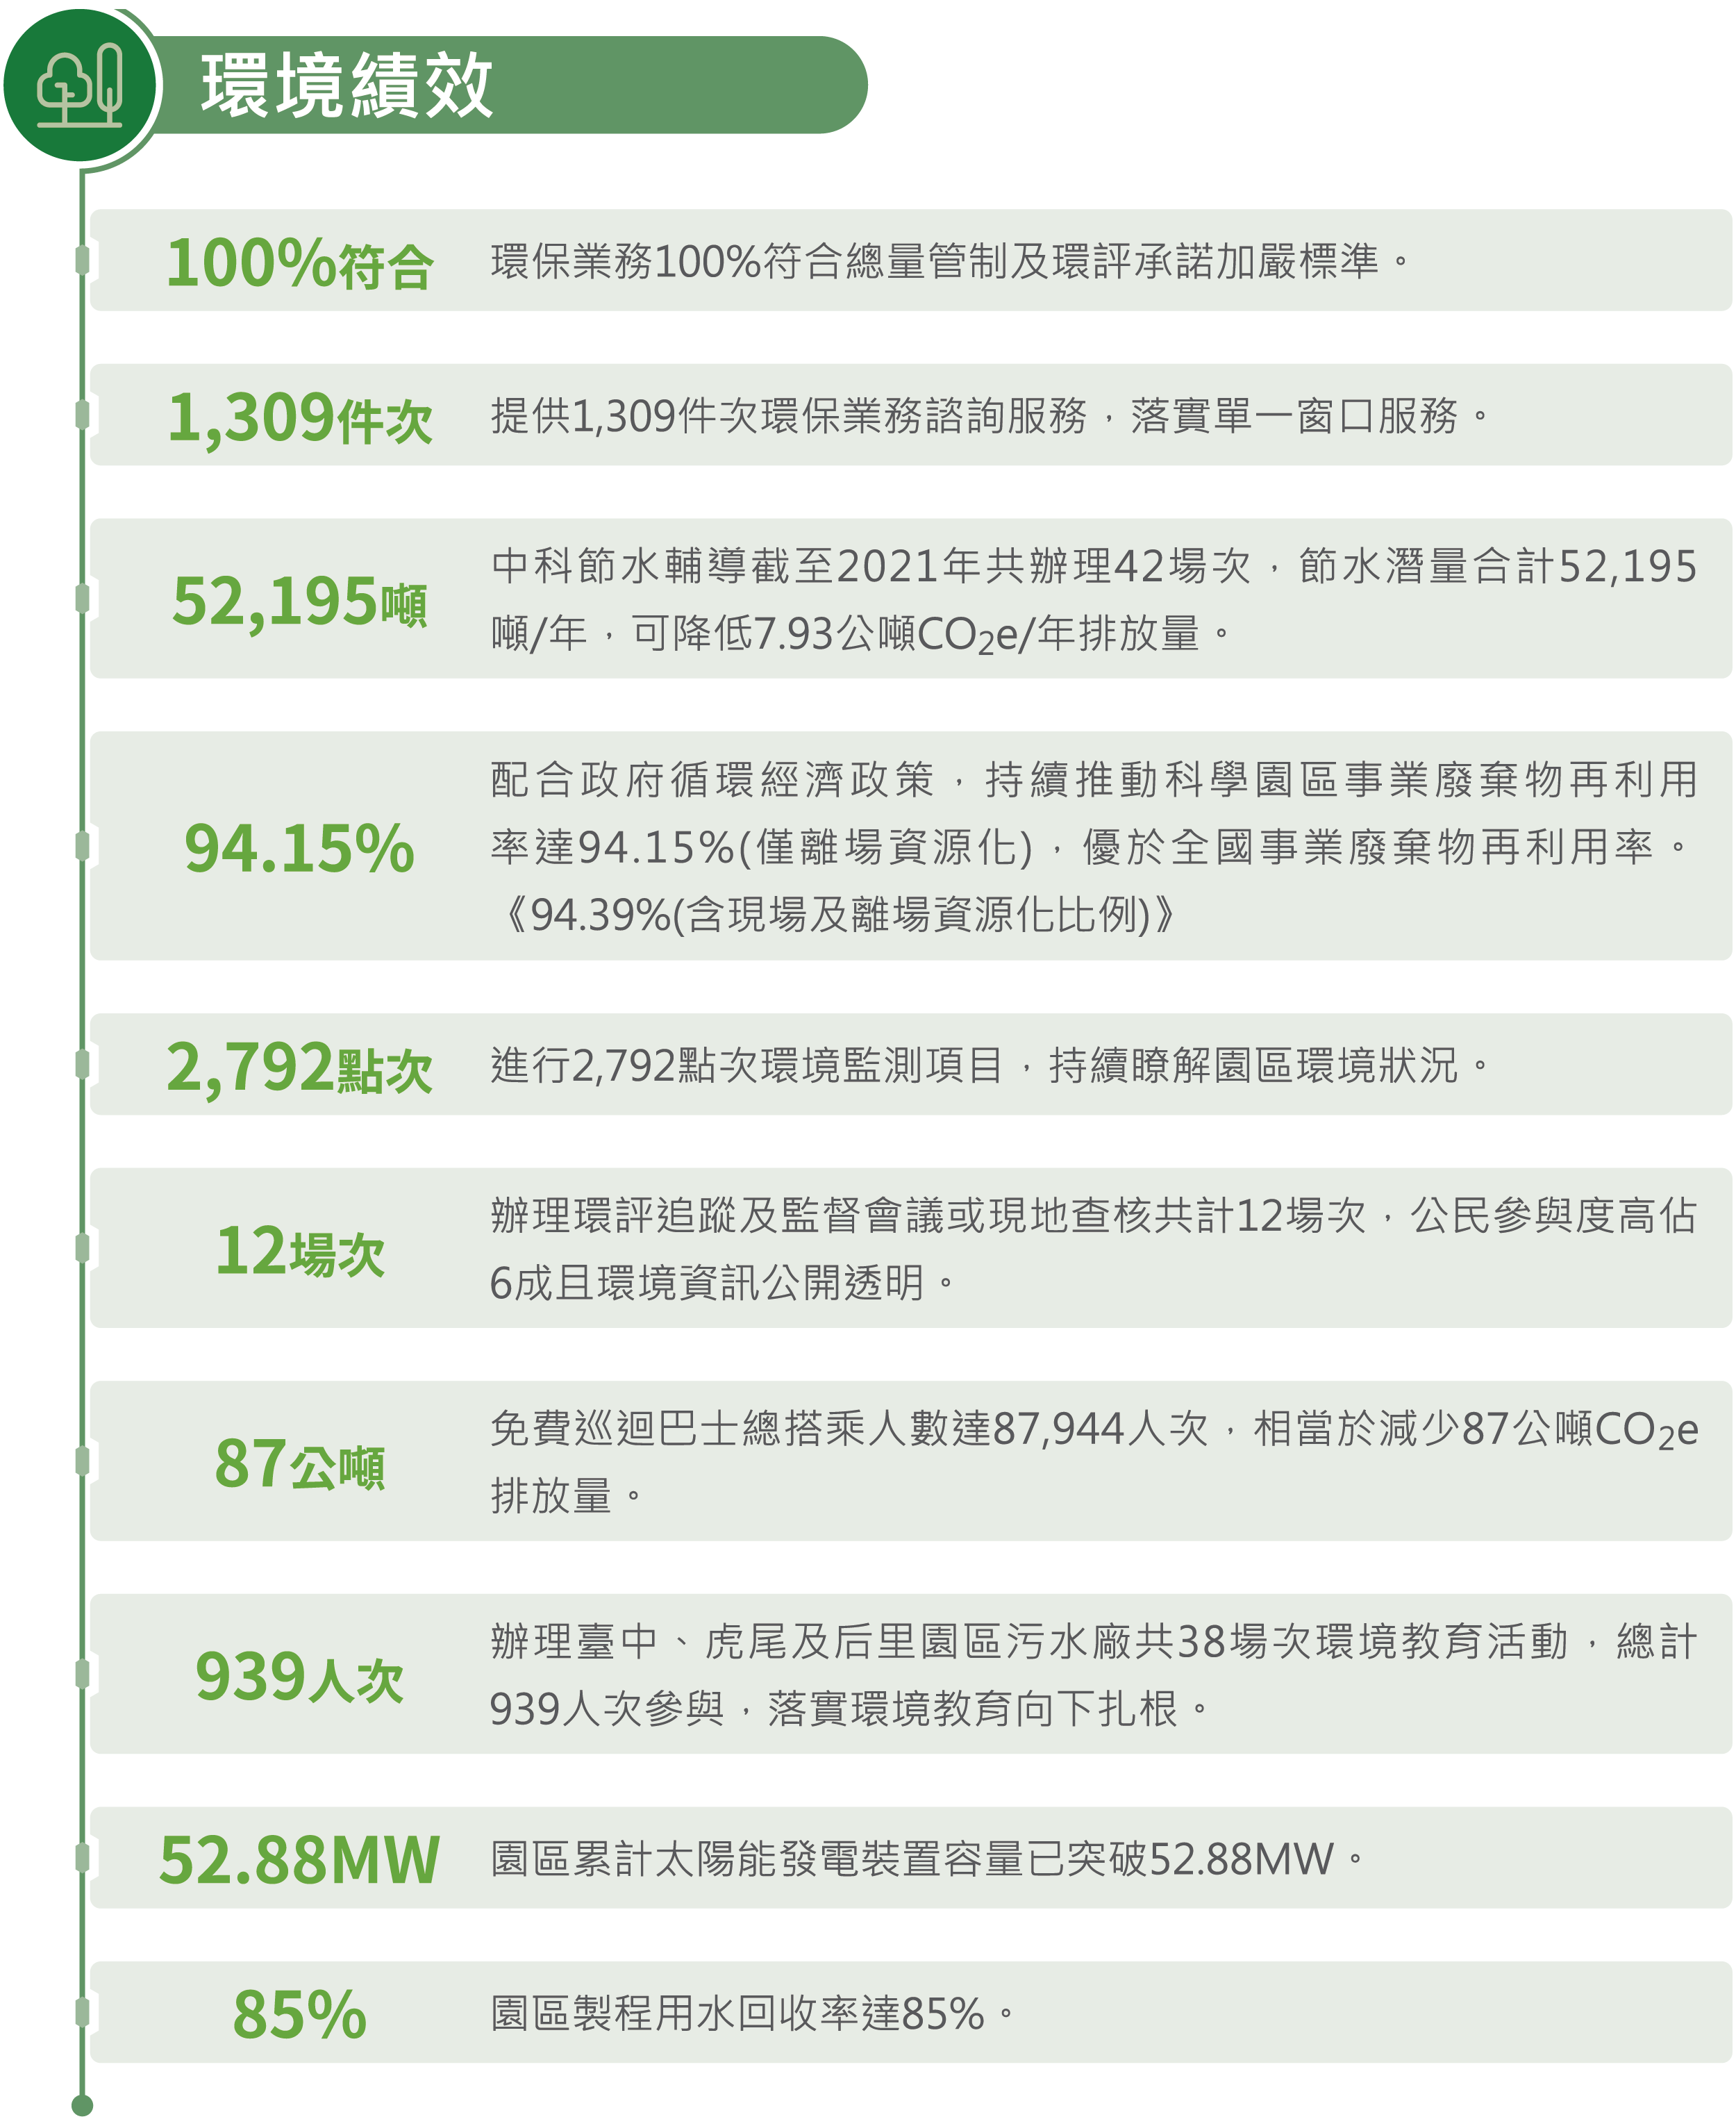 環境績效
100%符合
環保業務100%符合總量管制及環評承諾加嚴標準。
1,309件次
提供1,309件次環保業務諮詢服務，落實單一窗口服務。
52,195噸
中科節水輔導截至2021年共辦理42場次，節水潛量合計52,195
噸/年，可降低7.93公噸CO₂e/年排放量。
94.15%
配合政府循環經濟政策，持續推動科學園區事業廢棄物再利用
率達94.15%(僅離場資源化)，優於全國事業廢棄物再利用率。
《94.39%(含現場及離場資源化比例)》
2,792點次
進行2,792點次環境監測項目，持續瞭解園區環境狀況。
12場次
辦理環評追蹤及監督會議或現地查核共計12場次，公民參與度高佔
6成且環境資訊公開透明。
87公噸
免費巡迴巴士總搭乘人數達87,944人次，相當於減少87公噸CO₂e
排放量。
939人次
辦理臺中、虎尾及后里園區污水廠共38場次環境教育活動，總計
939人次參與，落實環境教育向下扎根。
52.88MW
園區累計太陽能發電裝置容量已突破52.88MW。
85%
園區製程用水回收率達85%。